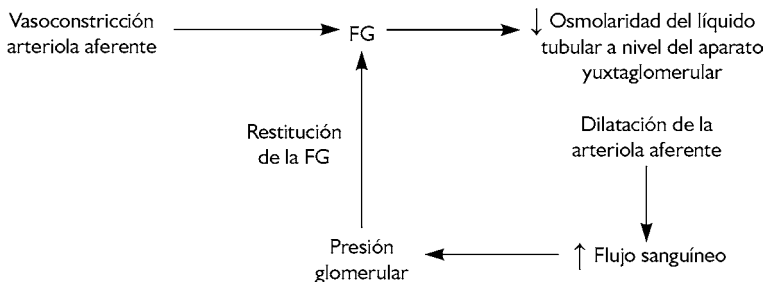 Vasoconstricción
arteriola aferente
FG
↓ Osmolaridad del líquido
tubular a nivel del aparato
yuxtaglomerular
Restitución
de la FG
Dilatación de la
arteriola aferente
Presión
glomerular
↑ Flujo sanguíneo